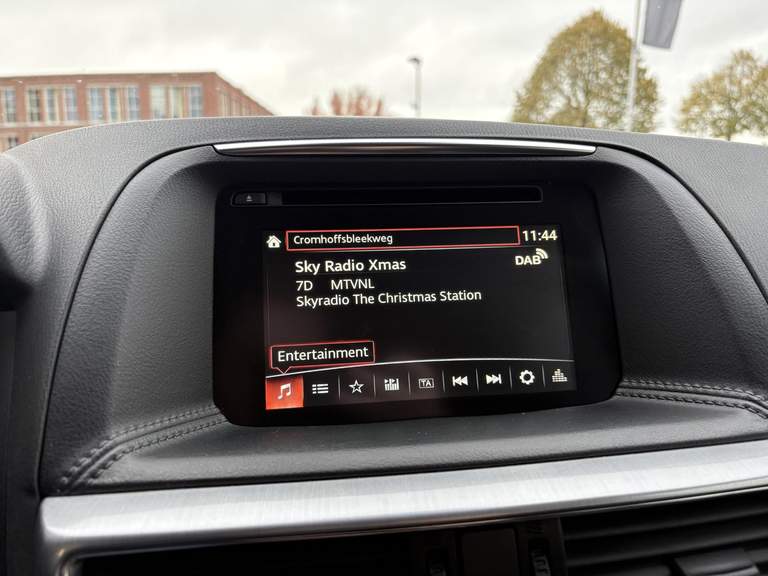 Cromhoffsbleekweg 11:44
Sky Radio Xmas DAB
7D MTVNL
Skyradio The Christmas Station
Entertainment
TA